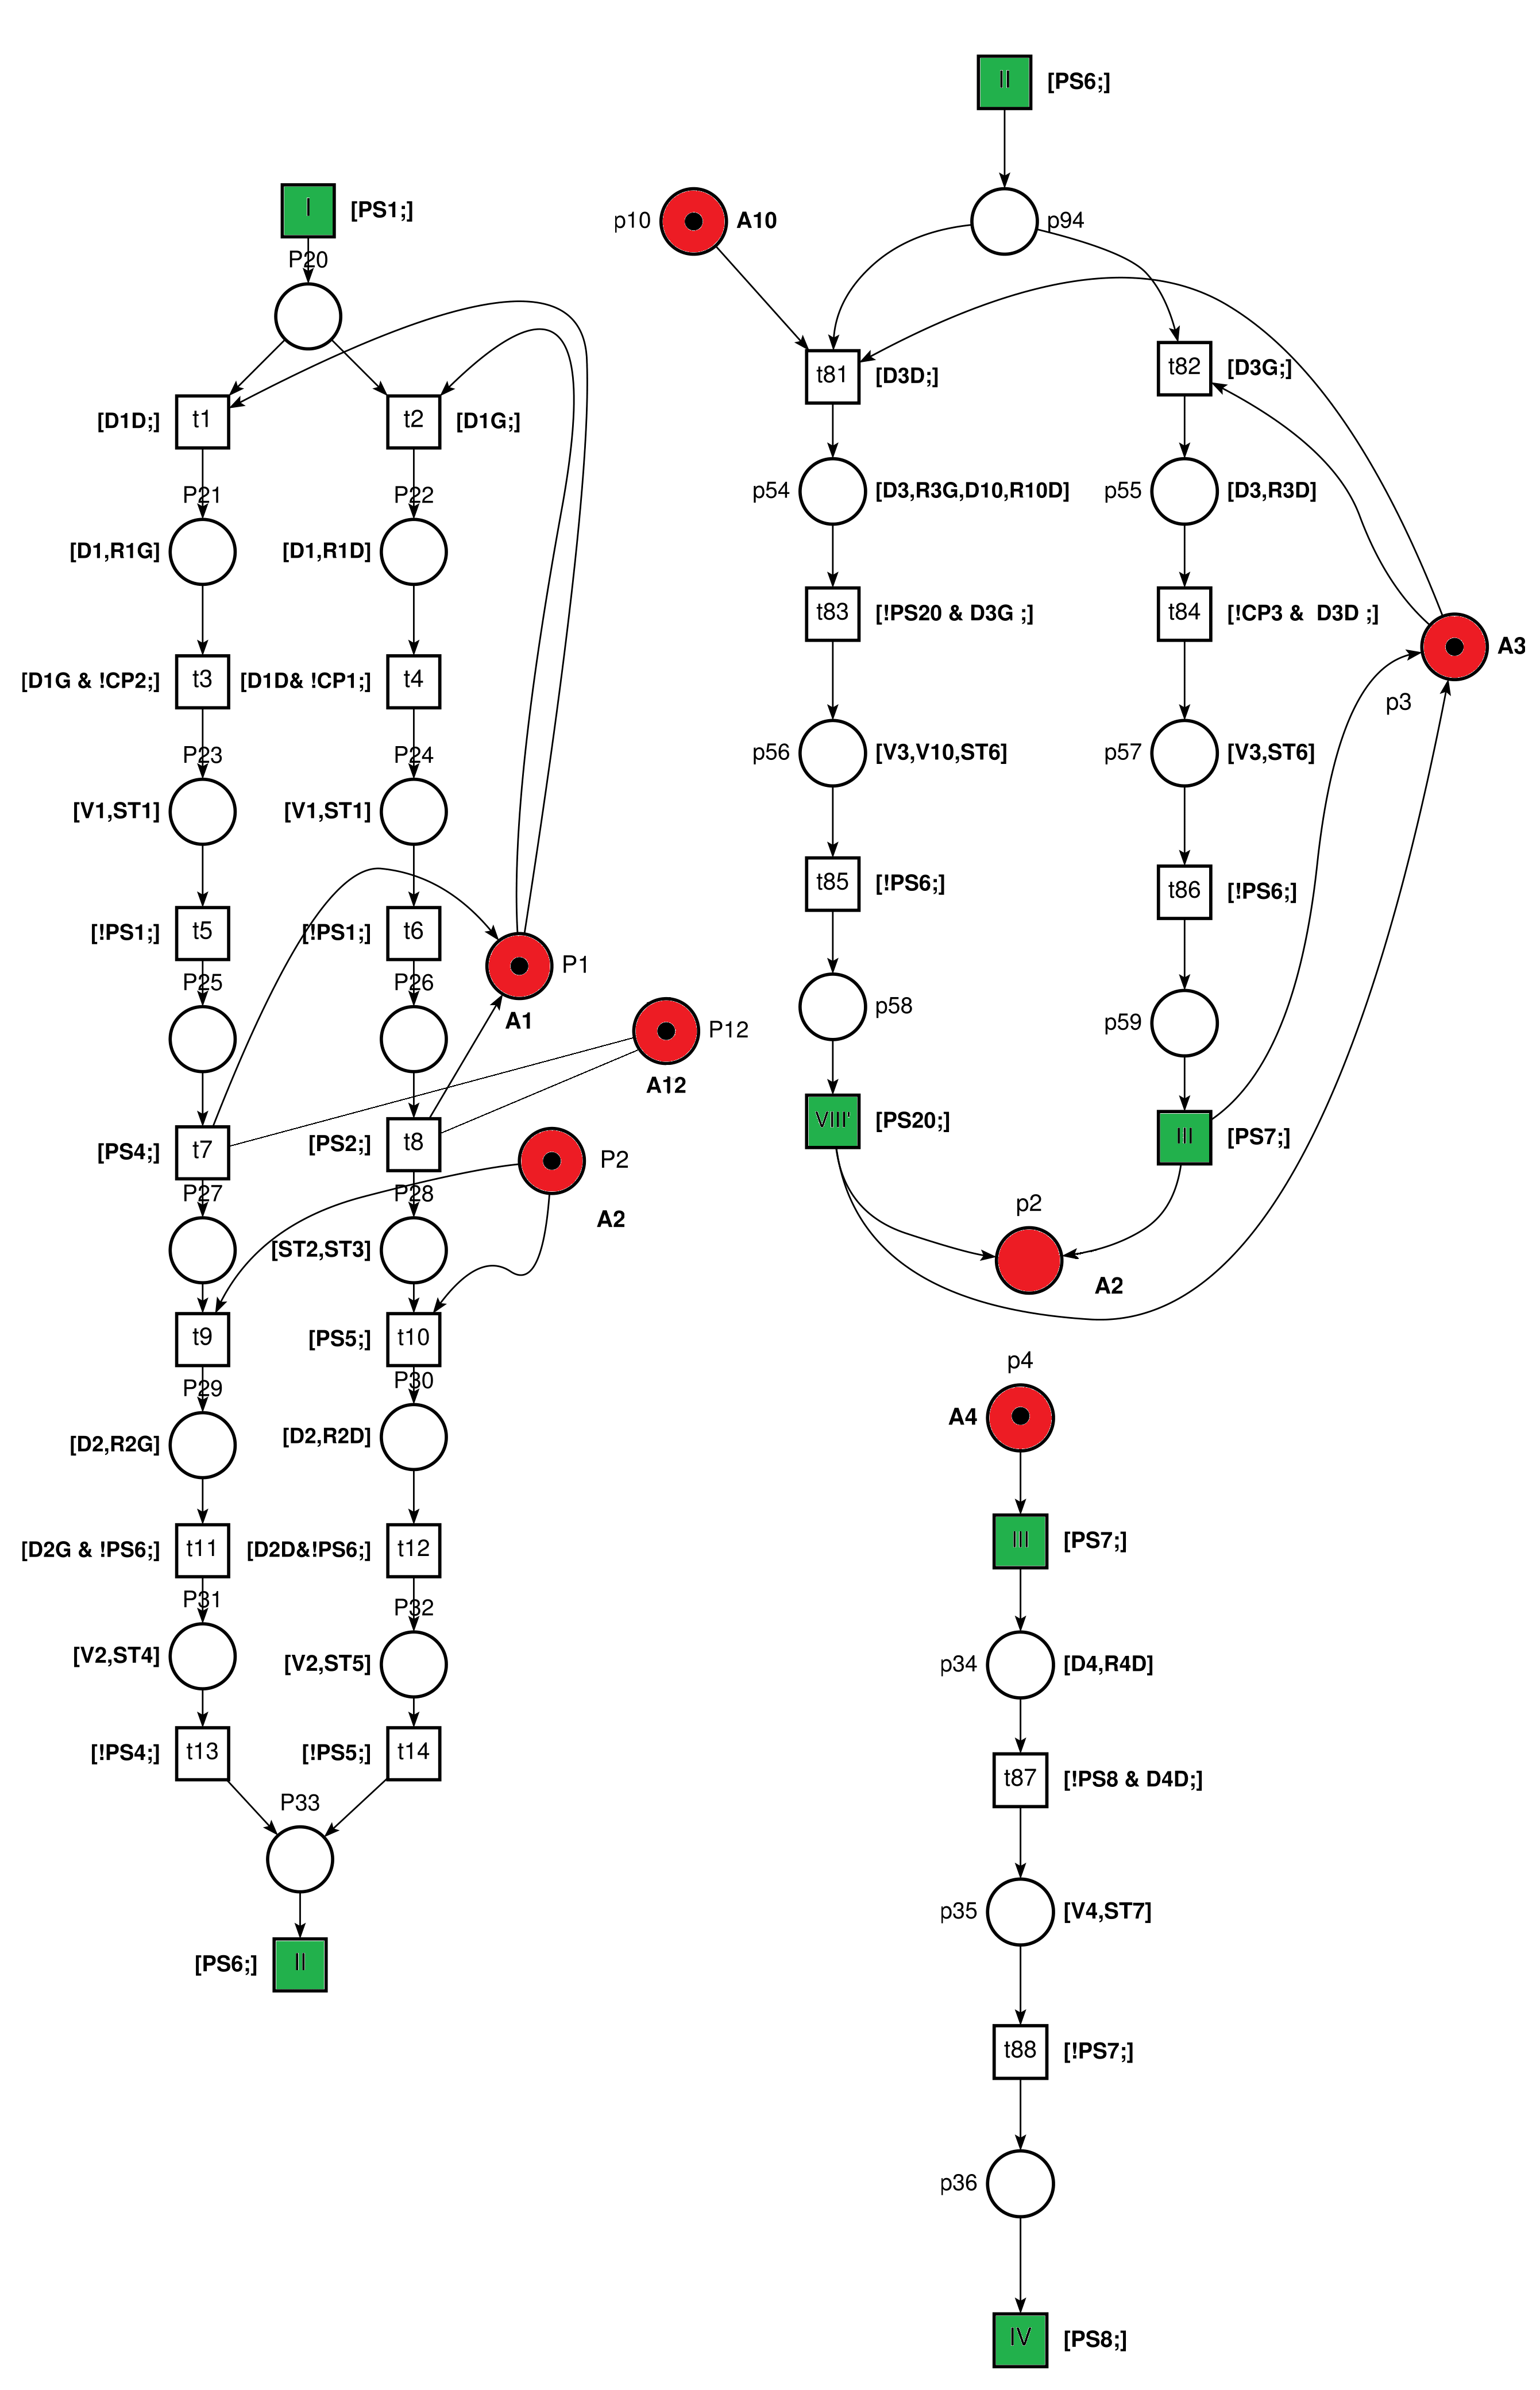 II [PS6;]
I [PS1;]
p10 A10 p94
P20
t81 [D3D;] t82 [D3G;]
[D1D;] t1 t2 [D1G;]
P21 P22
p54 [D3,R3G,D10,R10D] p55 [D3,R3D]
[D1,R1G] [D1,R1D]
t83 [!PS20 & D3G ;] t84 [!CP3 & D3D ;]
A3
[D1G & !CP2;] t3 [D1D& !CP1;] t4
p3
P23 P24
p56 [V3,V10,ST6] p57 [V3,ST6]
[V1,ST1] [V1,ST1]
t85 [!PS6;] t86 [!PS6;]
[!PS1;] t5 [!PS1;] t6
P1
P25 P26
p58 p59
A1
P12
A12
VIII' [PS20;] III [PS7;]
[PS4;] t7 [PS2;] t8
P2
P27 P28
p2
A2
[ST2,ST3]
A2
t9 [PS5;] t10
p4
P29 P30
A4
[D2,R2G] [D2,R2D]
III [PS7;]
[D2G & !PS6;] t11 [D2D&!PS6;] t12
P31 P32
[V2,ST4] [V2,ST5]
p34 [D4,R4D]
[!PS4;] t13 [!PS5;] t14
t87 [!PS8 & D4D;]
P33
p35 [V4,ST7]
[PS6;] II
t88 [!PS7;]
p36
IV [PS8;]